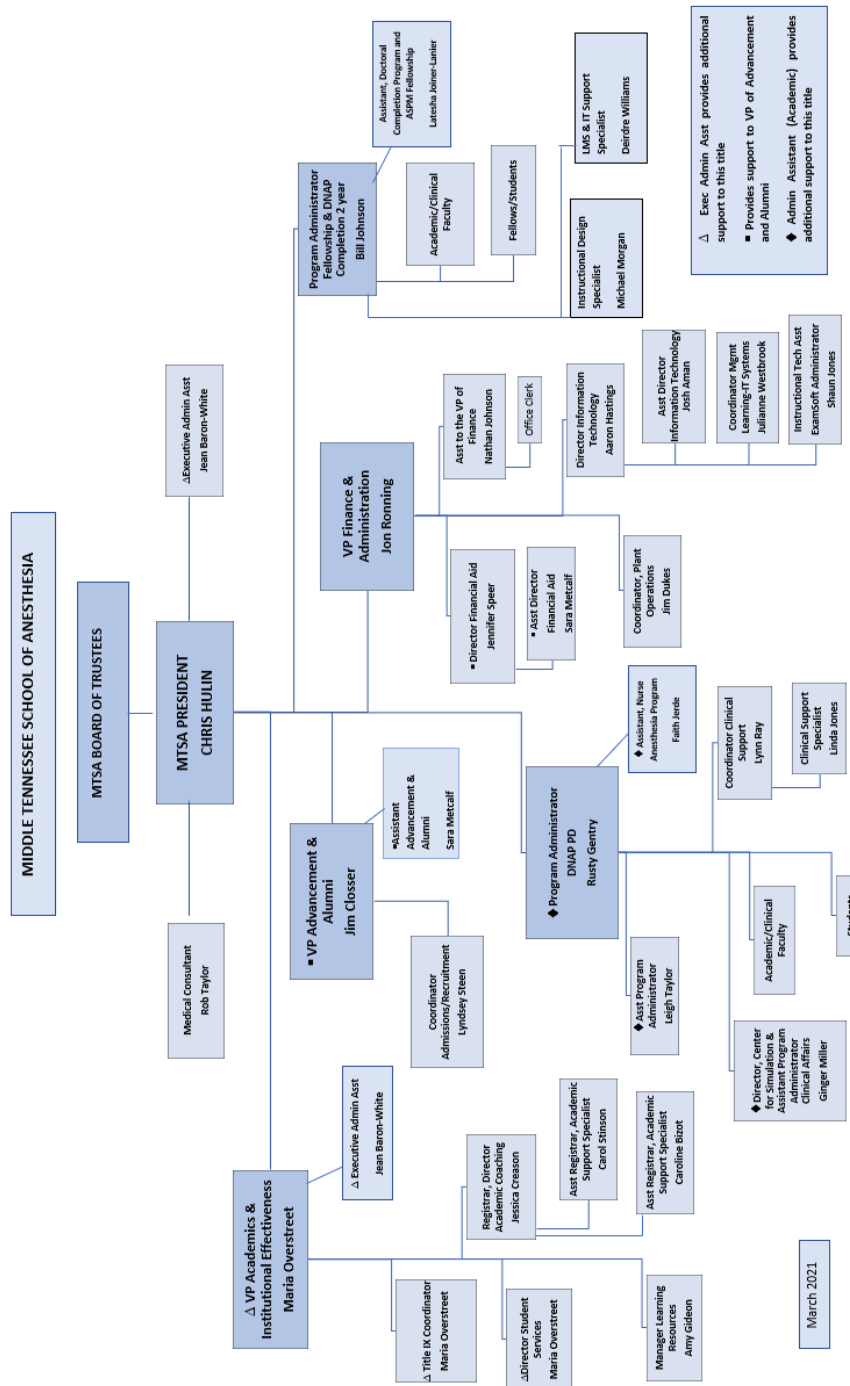 MIDDLE TENNESSEE SCHOOL OF ANESTHESIA
MTSA BOARD OF TRUSTEES
Medical Consultant
Rob Taylor
MTSA PRESIDENT
CHRIS HULIN
ΔExecutive Admin Asst
Jean Baron-White
Δ VP Academics &
Institutional Effectiveness
Maria Overstreet
Δ Executive Admin Asst
Jean Baron-White
Δ Title IX Coordinator
Maria Overstreet
Registrar, Director
Academic Coaching
Jessica Creason
Asst Registrar, Academic
Support Specialist
Carol Stinson
Asst Registrar, Academic
Support Specialist
Caroline Bizot
ΔDirector Student
Services
Maria Overstreet
Manager Learning
Resources
Amy Gideon
■ VP Advancement &
Alumni
Jim Closser
■Assistant
Advancement &
Alumni
Sara Metcalf
Coordinator
Admissions/Recruitment
Lyndsey Steen
◆ Program Administrator
DNAP PD
Rusty Gentry
◆ Assistant, Nurse
Anesthesia Program
Faith Jerde
◆ Asst Program
Administrator
Leigh Taylor
Coordinator Clinical
Support
Lynn Ray
Clinical Support
Specialist
Linda Jones
◆ Director, Center
for Simulation &
Assistant Program
Administrator
Clinical Affairs
Ginger Miller
Academic/Clinical
Faculty
Students
VP Finance &
Administration
Jon Ronning
■ Director Financial Aid
Jennifer Speer
■ Asst Director
Financial Aid
Sara Metcalf
Asst to the VP of
Finance
Nathan Johnson
Office Clerk
Coordinator, Plant
Operations
Jim Dukes
Director Information
Technology
Aaron Hastings
Asst Director
Information Technology
Josh Aman
Coordinator Mgmt
Learning-IT Systems
Julianne Westbrook
Instructional Tech Asst
ExamSoft Administrator
Shaun Jones
Program Administrator
Fellowship & DNAP
Completion 2 year
Bill Johnson
Assistant, Doctoral
Completion Program and
ASPM Fellowship
Latesha Joiner-Lanier
Academic/Clinical
Faculty
Fellows/Students
Instructional Design
Specialist
Michael Morgan
LMS & IT Support
Specialist
Deirdre Williams
March 2021
Δ Exec Admin Asst provides additional
support to this title
■ Provides support to VP of Advancement
and Alumni
◆ Admin Assistant (Academic) provides
additional support to this title